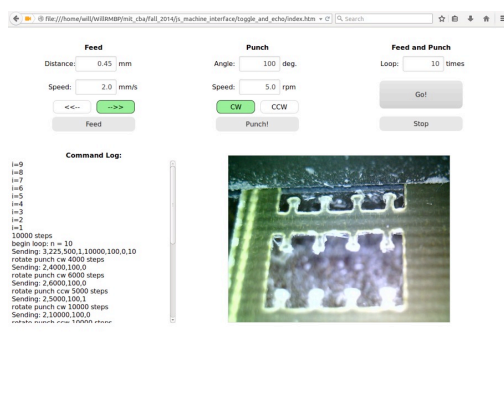 file:///home/will/WillRMBP/mit_cba/fall_2014/js_machine_interface/toggle_and_echo/index.htm
Search
Feed
Distance: 0.45 mm
Speed: 2.0 mm/s
<<--
-->>
Feed
Punch
Angle: 100 deg.
Speed: 5.0 rpm
CW
CCW
Punch!
Feed and Punch
Loop: 10 times
Go!
Stop
Command Log:
i=9
i=8
i=7
i=6
i=5
i=4
i=3
i=2
i=1
10000 steps
begin loop: n = 10
Sending: 3,225,500,1,10000,100,0,10
rotate punch cw 4000 steps
Sending: 2,4000,100,0
rotate punch cw 6000 steps
Sending: 2,6000,100,0
rotate punch ccw 5000 steps
Sending: 2,5000,100,1
rotate punch cw 10000 steps
Sending: 2,10000,100,0
rotate punch ccw 10000 steps